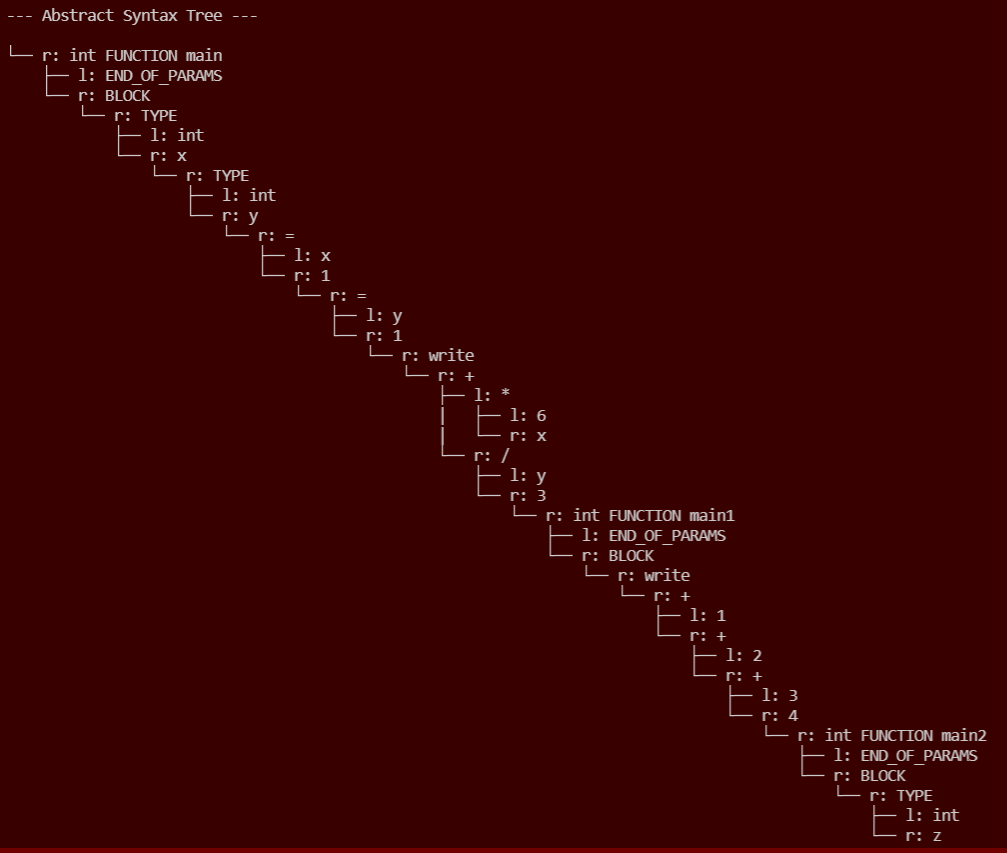 --- Abstract Syntax Tree ---
└── r: int FUNCTION main
    ├── l: END_OF_PARAMS
    └── r: BLOCK
        └── r: TYPE
            ├── l: int
            └── r: x
                └── r: TYPE
                    ├── l: int
                    └── r: y
                        └── r: =
                            ├── l: x
                            └── r: 1
                                └── r: =
                                    ├── l: y
                                    └── r: 1
                                        └── r: write
                                            └── r: +
                                                ├── l: *
                                                |   ├── l: 6
                                                |   └── r: x
                                                └── r: /
                                                    ├── l: y
                                                    └── r: 3
                                                        └── r: int FUNCTION main1
                                                            ├── l: END_OF_PARAMS
                                                            └── r: BLOCK
                                                                └── r: write
                                                                    └── r: +
                                                                        ├── l: 1
                                                                        └── r: +
                                                                            ├── l: 2
                                                                            └── r: +
                                                                                ├── l: 3
                                                                                └── r: 4
                                                                                    └── r: int FUNCTION main2
                                                                                        ├── l: END_OF_PARAMS
                                                                                        └── r: BLOCK
                                                                                            └── r: TYPE
                                                                                                ├── l: int
                                                                                                └── r: z